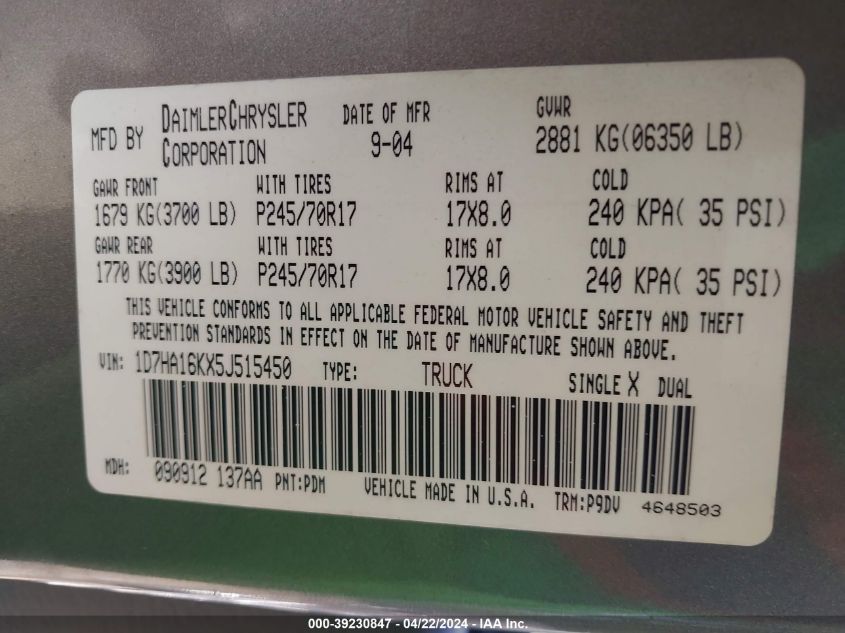 MFD BY DAIMLERCHRYSLER CORPORATION DATE OF MFR 9-04 GVWR 2881 KG(06350 LB)
GAWR FRONT WITH TIRES RIMS AT COLD
1679 KG(3700 LB) P245/70R17 17X8.0 240 KPA( 35 PSI)
GAWR REAR WITH TIRES RIMS AT COLD
1770 KG(3900 LB) P245/70R17 17X8.0 240 KPA( 35 PSI)
THIS VEHICLE CONFORMS TO ALL APPLICABLE FEDERAL MOTOR VEHICLE SAFETY AND THEFT
PREVENTION STANDARDS IN EFFECT ON THE DATE OF MANUFACTURE SHOWN ABOVE.
VIN: 1D7HA16KX5J515450 TYPE: TRUCK SINGLE X DUAL
MDH: 090912 137AA PNT:PDM VEHICLE MADE IN U.S.A. TRM:P9DV 4648503
000-39230847 - 04/22/2024 - IAA Inc.